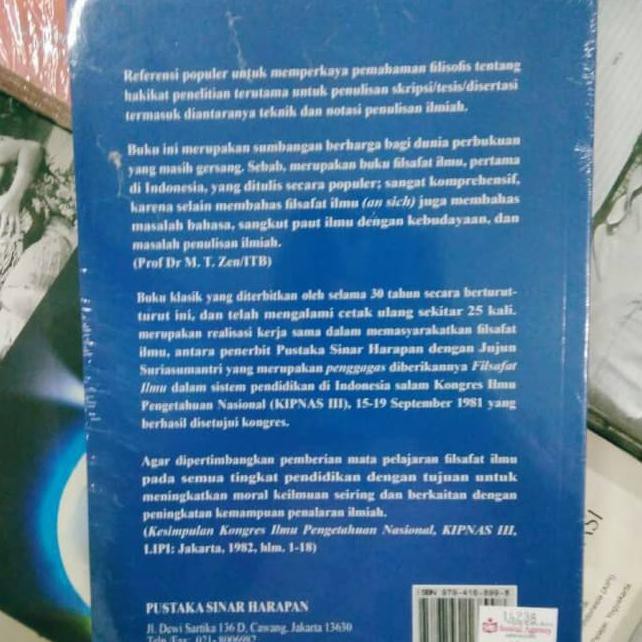 Referensi populer untuk memperkaya pemahaman filisofis tentang
hakikat penelitian terutama untuk penulisan skripsi/tesis/disertasi
termasuk diantaranya teknik dan notasi penulisan ilmiah.
Buku ini merupakan sumbangan berharga bagi dunia perbukuan
yang masih gersang. Sebab, merupakan buku filsafat ilmu, pertama
di Indonesia, yang ditulis secara populer; sangat komprehensif,
karena selain membahas filsafat ilmu (an sich) juga membahas
masalah bahasa, sangkut paut ilmu dengan kebudayaan, dan
masalah penulisan ilmiah.
(Prof Dr M. T. Zen/ITB)
Buku klasik yang diterbitkan oleh selama 30 tahun secara berturut-
turut ini, dan telah mengalami cetak ulang sekitar 25 kali.
merupakan realisasi kerja sama dalam memasyarakatkan filsafat
ilmu, antara penerbit Pustaka Sinar Harapan dengan Jujun
Suriasumantri yang merupakan penggagas diberikannya Filsafat
Ilmu dalam sistem pendidikan di Indonesia salam Kongres Ilmu
Pengetahuan Nasional (KIPNAS III), 15-19 September 1981 yang
berhasil disetujui kongres.
Agar dipertimbangkan pemberian mata pelajaran filsafat ilmu
pada semua tingkat pendidikan dengan tujuan untuk
meningkatkan moral keilmuan seiring dan berkaitan dengan
peningkatan kemampuan penalaran ilmiah.
(Kesimpulan Kongres Ilmu Pengetahuan Nasional, KIPNAS III,
LIPI: Jakarta, 1982, hlm. 1-18)
PUSTAKA SINAR HARAPAN
Jl. Dewi Sartika 136 D, Cawang, Jakarta 13630
ISBN 979-416-899-